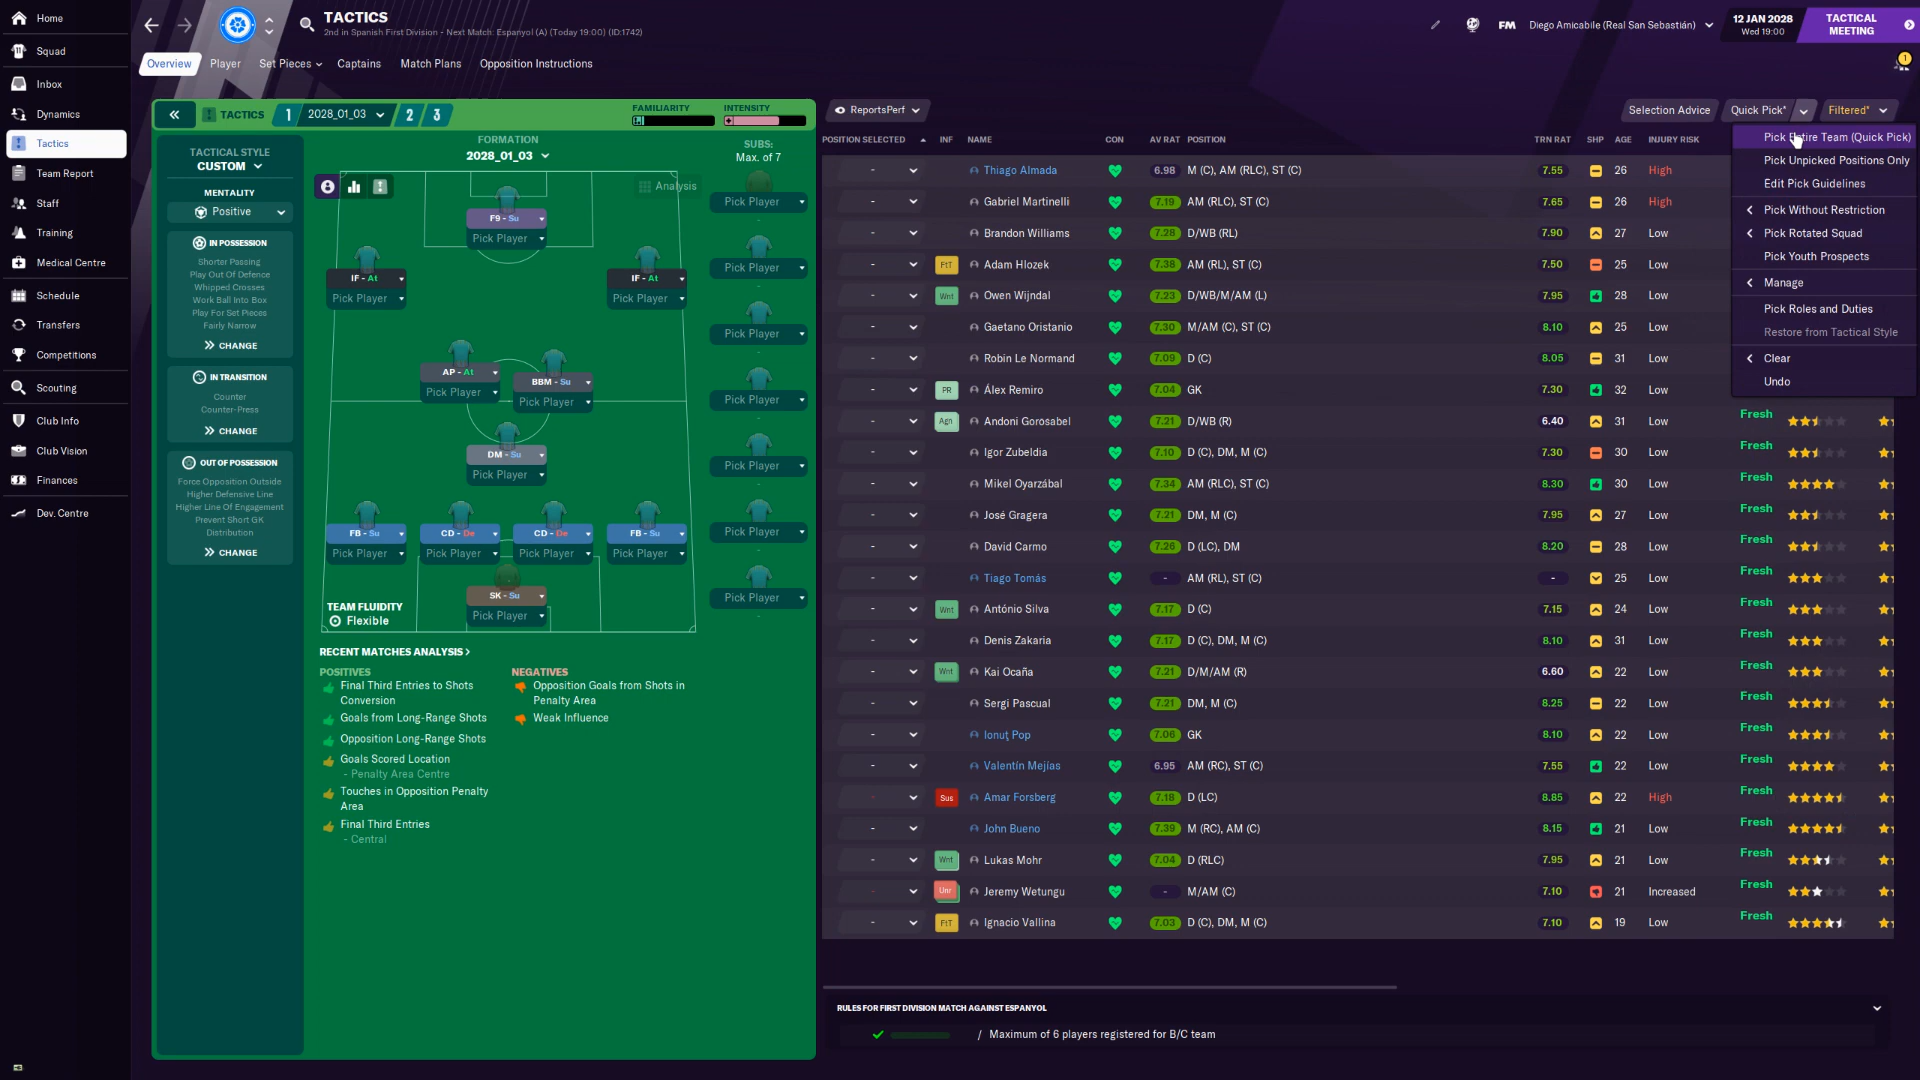 Home
Squad
Inbox
Dynamics
Tactics
Team Report
Staff
Training
Medical Centre
Schedule
Transfers
Competitions
Scouting
Club Info
Club Vision
Finances
Dev. Centre
TACTICS
2nd in Spanish First Division - Next Match: Espanyol (A) (Today 19:00) (ID:1742)
FM
Diego Amicabile (Real San Sebastián)
12 JAN 2028
Wed 19:00
TACTICAL MEETING
1
Overview Player Set Pieces Captains Match Plans Opposition Instructions
TACTICS 1 2028_01_03 2 3
FAMILIARITY
INTENSITY
TACTICAL STYLE
CUSTOM
MENTALITY
Positive
IN POSSESSION
Shorter Passing
Play Out Of Defence
Whipped Crosses
Work Ball Into Box
Play For Set Pieces
Fairly Narrow
CHANGE
IN TRANSITION
Counter
Counter-Press
CHANGE
OUT OF POSSESSION
Force Opposition Outside
Higher Defensive Line
Higher Line Of Engagement
Prevent Short GK
Distribution
CHANGE
FORMATION
2028_01_03
Analysis
F9 - Su
Pick Player
IF - At
Pick Player
IF - At
Pick Player
AP - At
Pick Player
BBM - Su
Pick Player
DM - Su
Pick Player
FB - Su
Pick Player
CD - De
Pick Player
CD - De
Pick Player
FB - Su
Pick Player
SK - Su
Pick Player
TEAM FLUIDITY
Flexible
SUBS:
Max. of 7
Pick Player
-
Pick Player
-
Pick Player
-
Pick Player
-
Pick Player
-
Pick Player
-
Pick Player
-
RECENT MATCHES ANALYSIS >
POSITIVES
Final Third Entries to Shots
Conversion
Goals from Long-Range Shots
Opposition Long-Range Shots
Goals Scored Location
- Penalty Area Centre
Touches in Opposition Penalty
Area
Final Third Entries
- Central
NEGATIVES
Opposition Goals from Shots in
Penalty Area
Weak Influence
ReportsPerf
Selection Advice Quick Pick* Filtered*
Pick Entire Team (Quick Pick)
Pick Unpicked Positions Only
Edit Pick Guidelines
Pick Without Restriction
Pick Rotated Squad
Pick Youth Prospects
Manage
Pick Roles and Duties
Restore from Tactical Style
Clear
Undo
POSITION SELECTED INF NAME CON AV RAT POSITION TRN RAT SHP AGE INJURY RISK
- Thiago Almada 6.98 M (C), AM (RLC), ST (C) 7.55 26 High
- Gabriel Martinelli 7.19 AM (RLC), ST (C) 7.65 26 High
- Brandon Williams 7.28 D/WB (RL) 7.90 27 Low
- FtT Adam Hlozek 7.38 AM (RL), ST (C) 7.50 25 Low
- Wnt Owen Wijndal 7.23 D/WB/M/AM (L) 7.95 28 Low
- Gaetano Oristanio 7.30 M/AM (C), ST (C) 8.10 25 Low
- Robin Le Normand 7.09 D (C) 8.05 31 Low
- PR Álex Remiro 7.04 GK 7.30 32 Low
- Agn Andoni Gorosabel 7.21 D/WB (R) 6.40 31 Low Fresh
- Igor Zubeldia 7.10 D (C), DM, M (C) 7.30 30 Low Fresh
- Mikel Oyarzábal 7.34 AM (RLC), ST (C) 8.30 30 Low Fresh
- José Gragera 7.21 DM, M (C) 7.95 27 Low Fresh
- David Carmo 7.26 D (LC), DM 8.20 28 Low Fresh
- Tiago Tomás - AM (RL), ST (C) - 25 Low Fresh
- Wnt António Silva 7.17 D (C) 7.15 24 Low Fresh
- Denis Zakaria 7.17 D (C), DM, M (C) 8.10 31 Low Fresh
- Wnt Kai Ocaña 7.21 D/M/AM (R) 6.60 22 Low Fresh
- Sergi Pascual 7.21 DM, M (C) 8.25 22 Low Fresh
- Ionuţ Pop 7.06 GK 8.10 22 Low Fresh
- Valentín Mejías 6.95 AM (RC), ST (C) 7.55 22 Low Fresh
- Sus Amar Forsberg 7.18 D (LC) 8.85 22 High Fresh
- John Bueno 7.39 M (RC), AM (C) 8.15 21 Low Fresh
- Wnt Lukas Mohr 7.04 D (RLC) 7.95 21 Low Fresh
- Unr Jeremy Wetungu - M/AM (C) 7.10 21 Increased Fresh
- FtT Ignacio Vallina 7.03 D (C), DM, M (C) 7.10 19 Low Fresh
RULES FOR FIRST DIVISION MATCH AGAINST ESPANYOL
/ Maximum of 6 players registered for B/C team